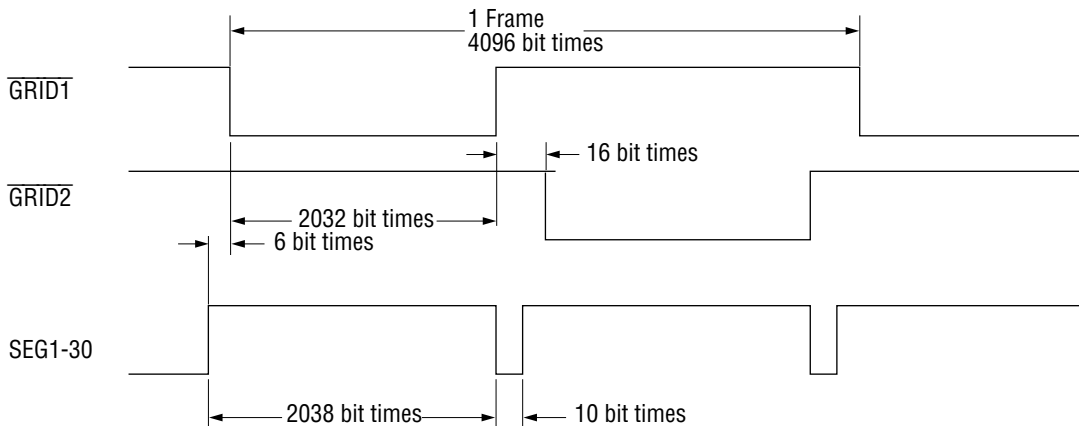 1 Frame
4096 bit times
GRID1
16 bit times
GRID2
2032 bit times
6 bit times
SEG1-30
2038 bit times
10 bit times